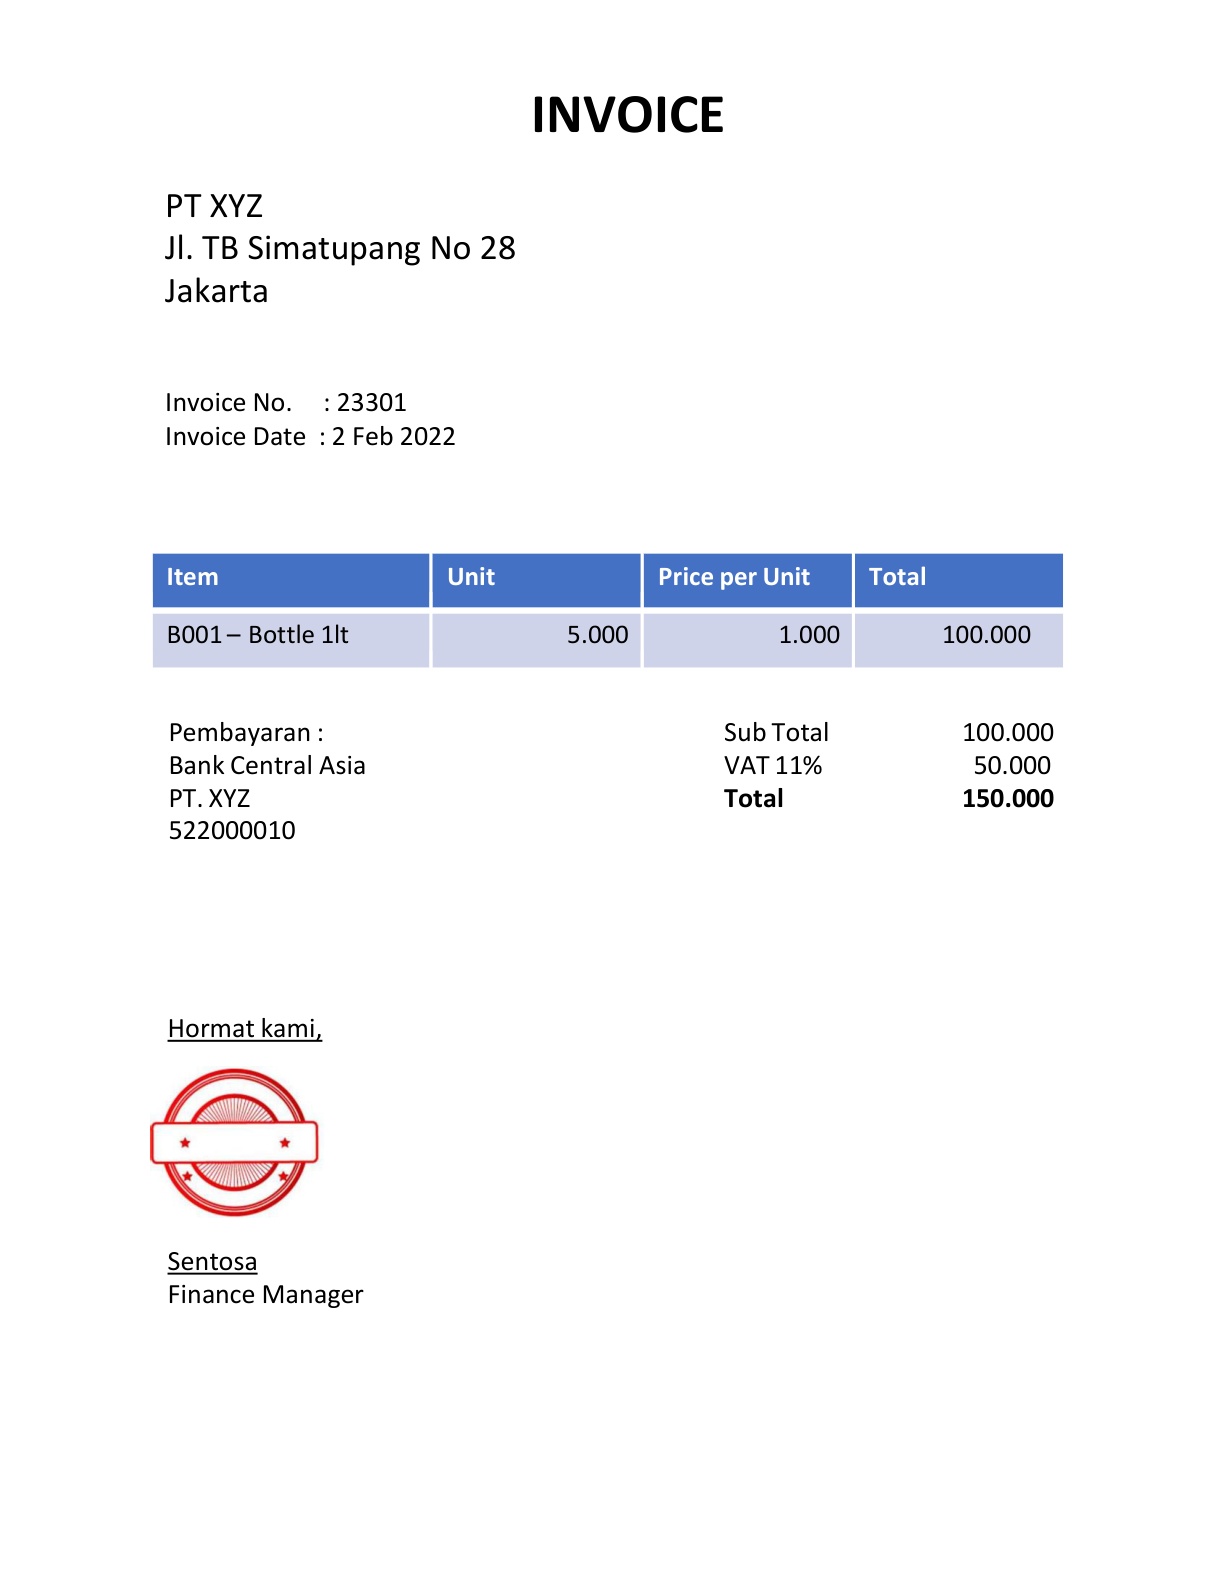 INVOICE
PT XYZ
Jl. TB Simatupang No 28
Jakarta
Invoice No. : 23301
Invoice Date : 2 Feb 2022
Item Unit Price per Unit Total
B001 – Bottle 1lt 5.000 1.000 100.000
Pembayaran : Sub Total 100.000
Bank Central Asia VAT 11% 50.000
PT. XYZ Total 150.000
522000010
Hormat kami,
Sentosa
Finance Manager